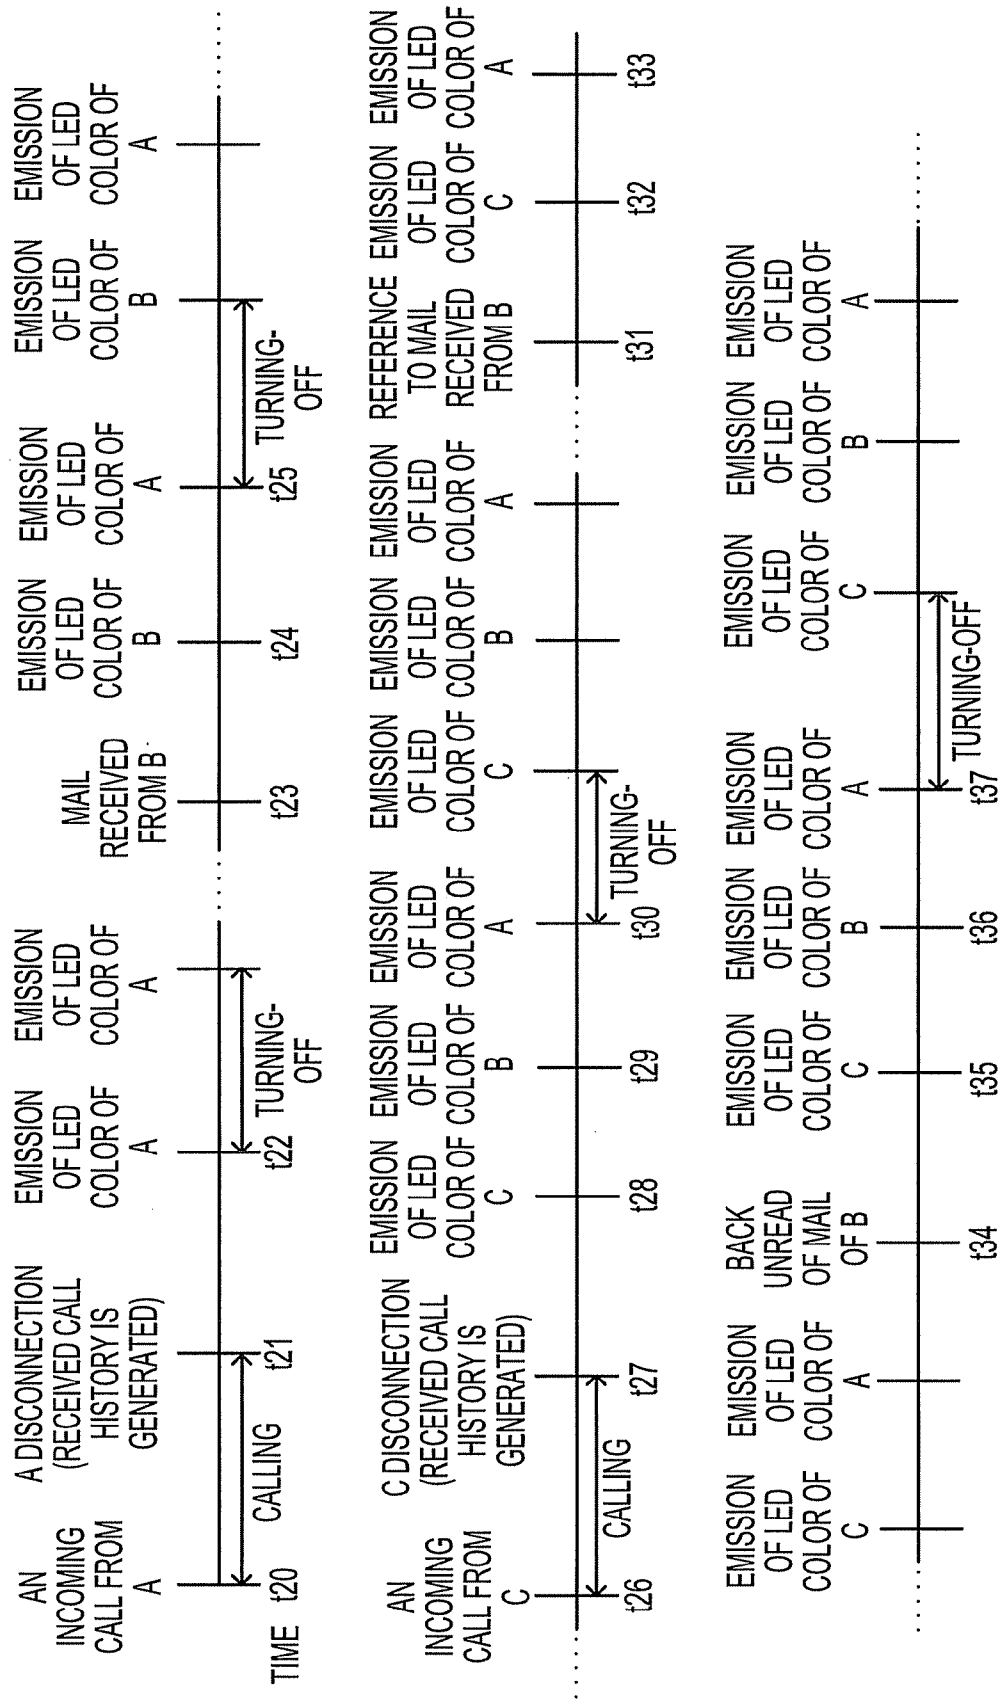 AN
INCOMING
CALL FROM
A
A DISCONNECTION
(RECEIVED CALL
HISTORY IS
GENERATED)
EMISSION
OF LED
COLOR OF
A
EMISSION
OF LED
COLOR OF
A
MAIL
RECEIVED
FROM B
EMISSION
OF LED
COLOR OF
B
EMISSION
OF LED
COLOR OF
A
EMISSION
OF LED
COLOR OF
B
EMISSION
OF LED
COLOR OF
A
CALLING
TURNING-
OFF
TURNING-
OFF
TIME
t20
t21
t22
t23
t24
t25
AN
INCOMING
CALL FROM
C
C DISCONNECTION
(RECEIVED CALL
HISTORY IS
GENERATED)
EMISSION
OF LED
COLOR OF
C
EMISSION
OF LED
COLOR OF
B
EMISSION
OF LED
COLOR OF
A
EMISSION
OF LED
COLOR OF
C
EMISSION
OF LED
COLOR OF
B
EMISSION
OF LED
COLOR OF
A
REFERENCE
TO MAIL
RECEIVED
FROM B
EMISSION
OF LED
COLOR OF
C
EMISSION
OF LED
COLOR OF
A
CALLING
TURNING-
OFF
t26
t27
t28
t29
t30
t31
t32
t33
EMISSION
OF LED
COLOR OF
C
EMISSION
OF LED
COLOR OF
A
BACK
UNREAD
OF MAIL
OF B
EMISSION
OF LED
COLOR OF
C
EMISSION
OF LED
COLOR OF
B
EMISSION
OF LED
COLOR OF
A
EMISSION
OF LED
COLOR OF
C
EMISSION
OF LED
COLOR OF
B
EMISSION
OF LED
COLOR OF
A
TURNING-OFF
t34
t35
t36
t37